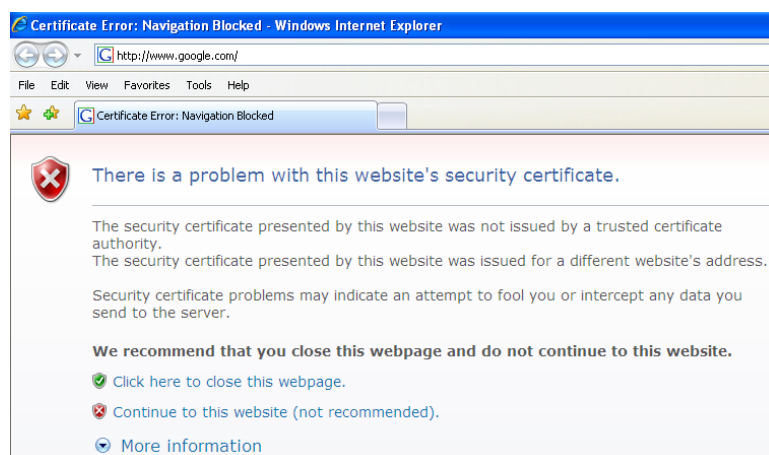 Certificate Error: Navigation Blocked - Windows Internet Explorer
http://www.google.com/
File Edit View Favorites Tools Help
Certificate Error: Navigation Blocked
There is a problem with this website's security certificate.
The security certificate presented by this website was not issued by a trusted certificate
authority.
The security certificate presented by this website was issued for a different website's address.
Security certificate problems may indicate an attempt to fool you or intercept any data you
send to the server.
We recommend that you close this webpage and do not continue to this website.
Click here to close this webpage.
Continue to this website (not recommended).
More information